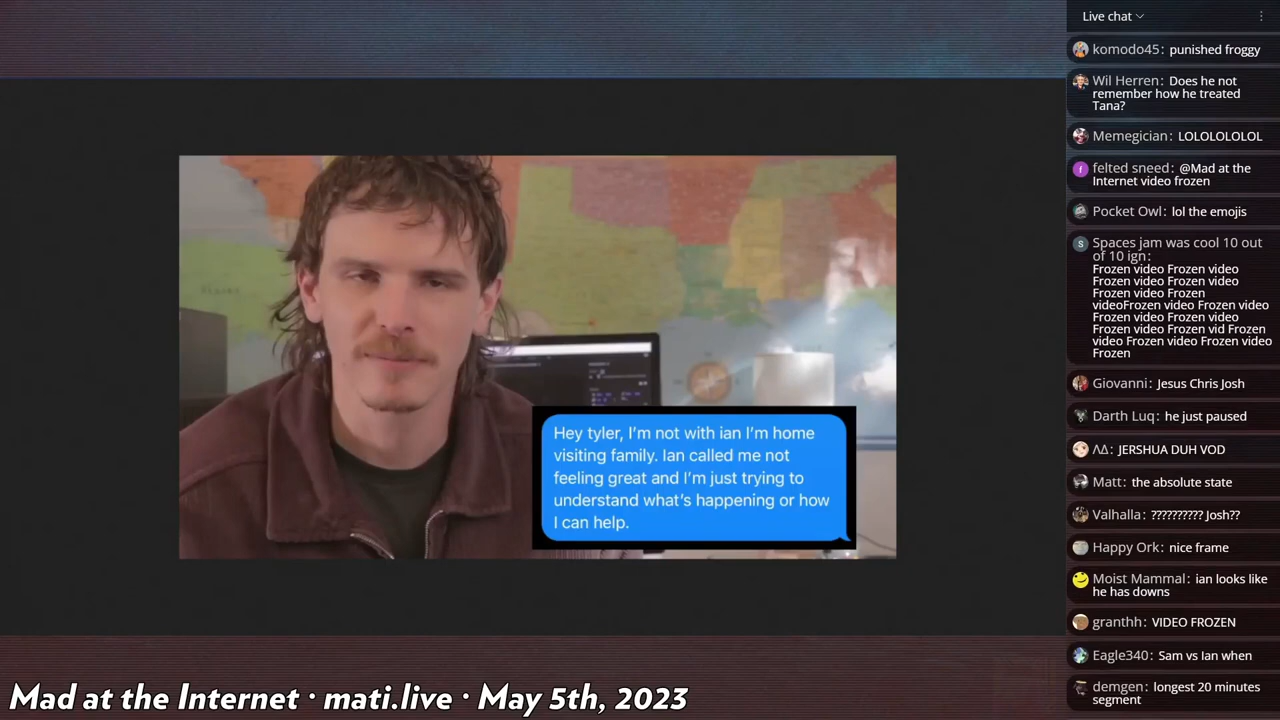 Live chat
komodo45: punished froggy
Wil Herren: Does he not
remember how he treated
Tana?
Memegician: LOLOLOLOLOL
felted sneed: @Mad at the
Internet video frozen
Pocket Owl: lol the emojis
Spaces jam was cool 10 out
of 10 ign:
Frozen video Frozen video
Frozen video Frozen video
Frozen video Frozen
videoFrozen video Frozen video
Frozen video Frozen video
Frozen video Frozen vid Frozen
video Frozen video Frozen video
Frozen
Giovanni: Jesus Chris Josh
Darth Luq: he just paused
ΛΔ: JERSHUA DUH VOD
Matt: the absolute state
Valhalla: ?????????? Josh??
Happy Ork: nice frame
Moist Mammal: ian looks like
he has downs
granthh: VIDEO FROZEN
Eagle340: Sam vs Ian when
demgen: longest 20 minutes
segment
Hey tyler, I'm not with ian I'm home
visiting family. Ian called me not
feeling great and I'm just trying to
understand what's happening or how
I can help.
Mad at the Internet · mati.live · May 5th, 2023